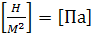 [Н/м²] = [Па]